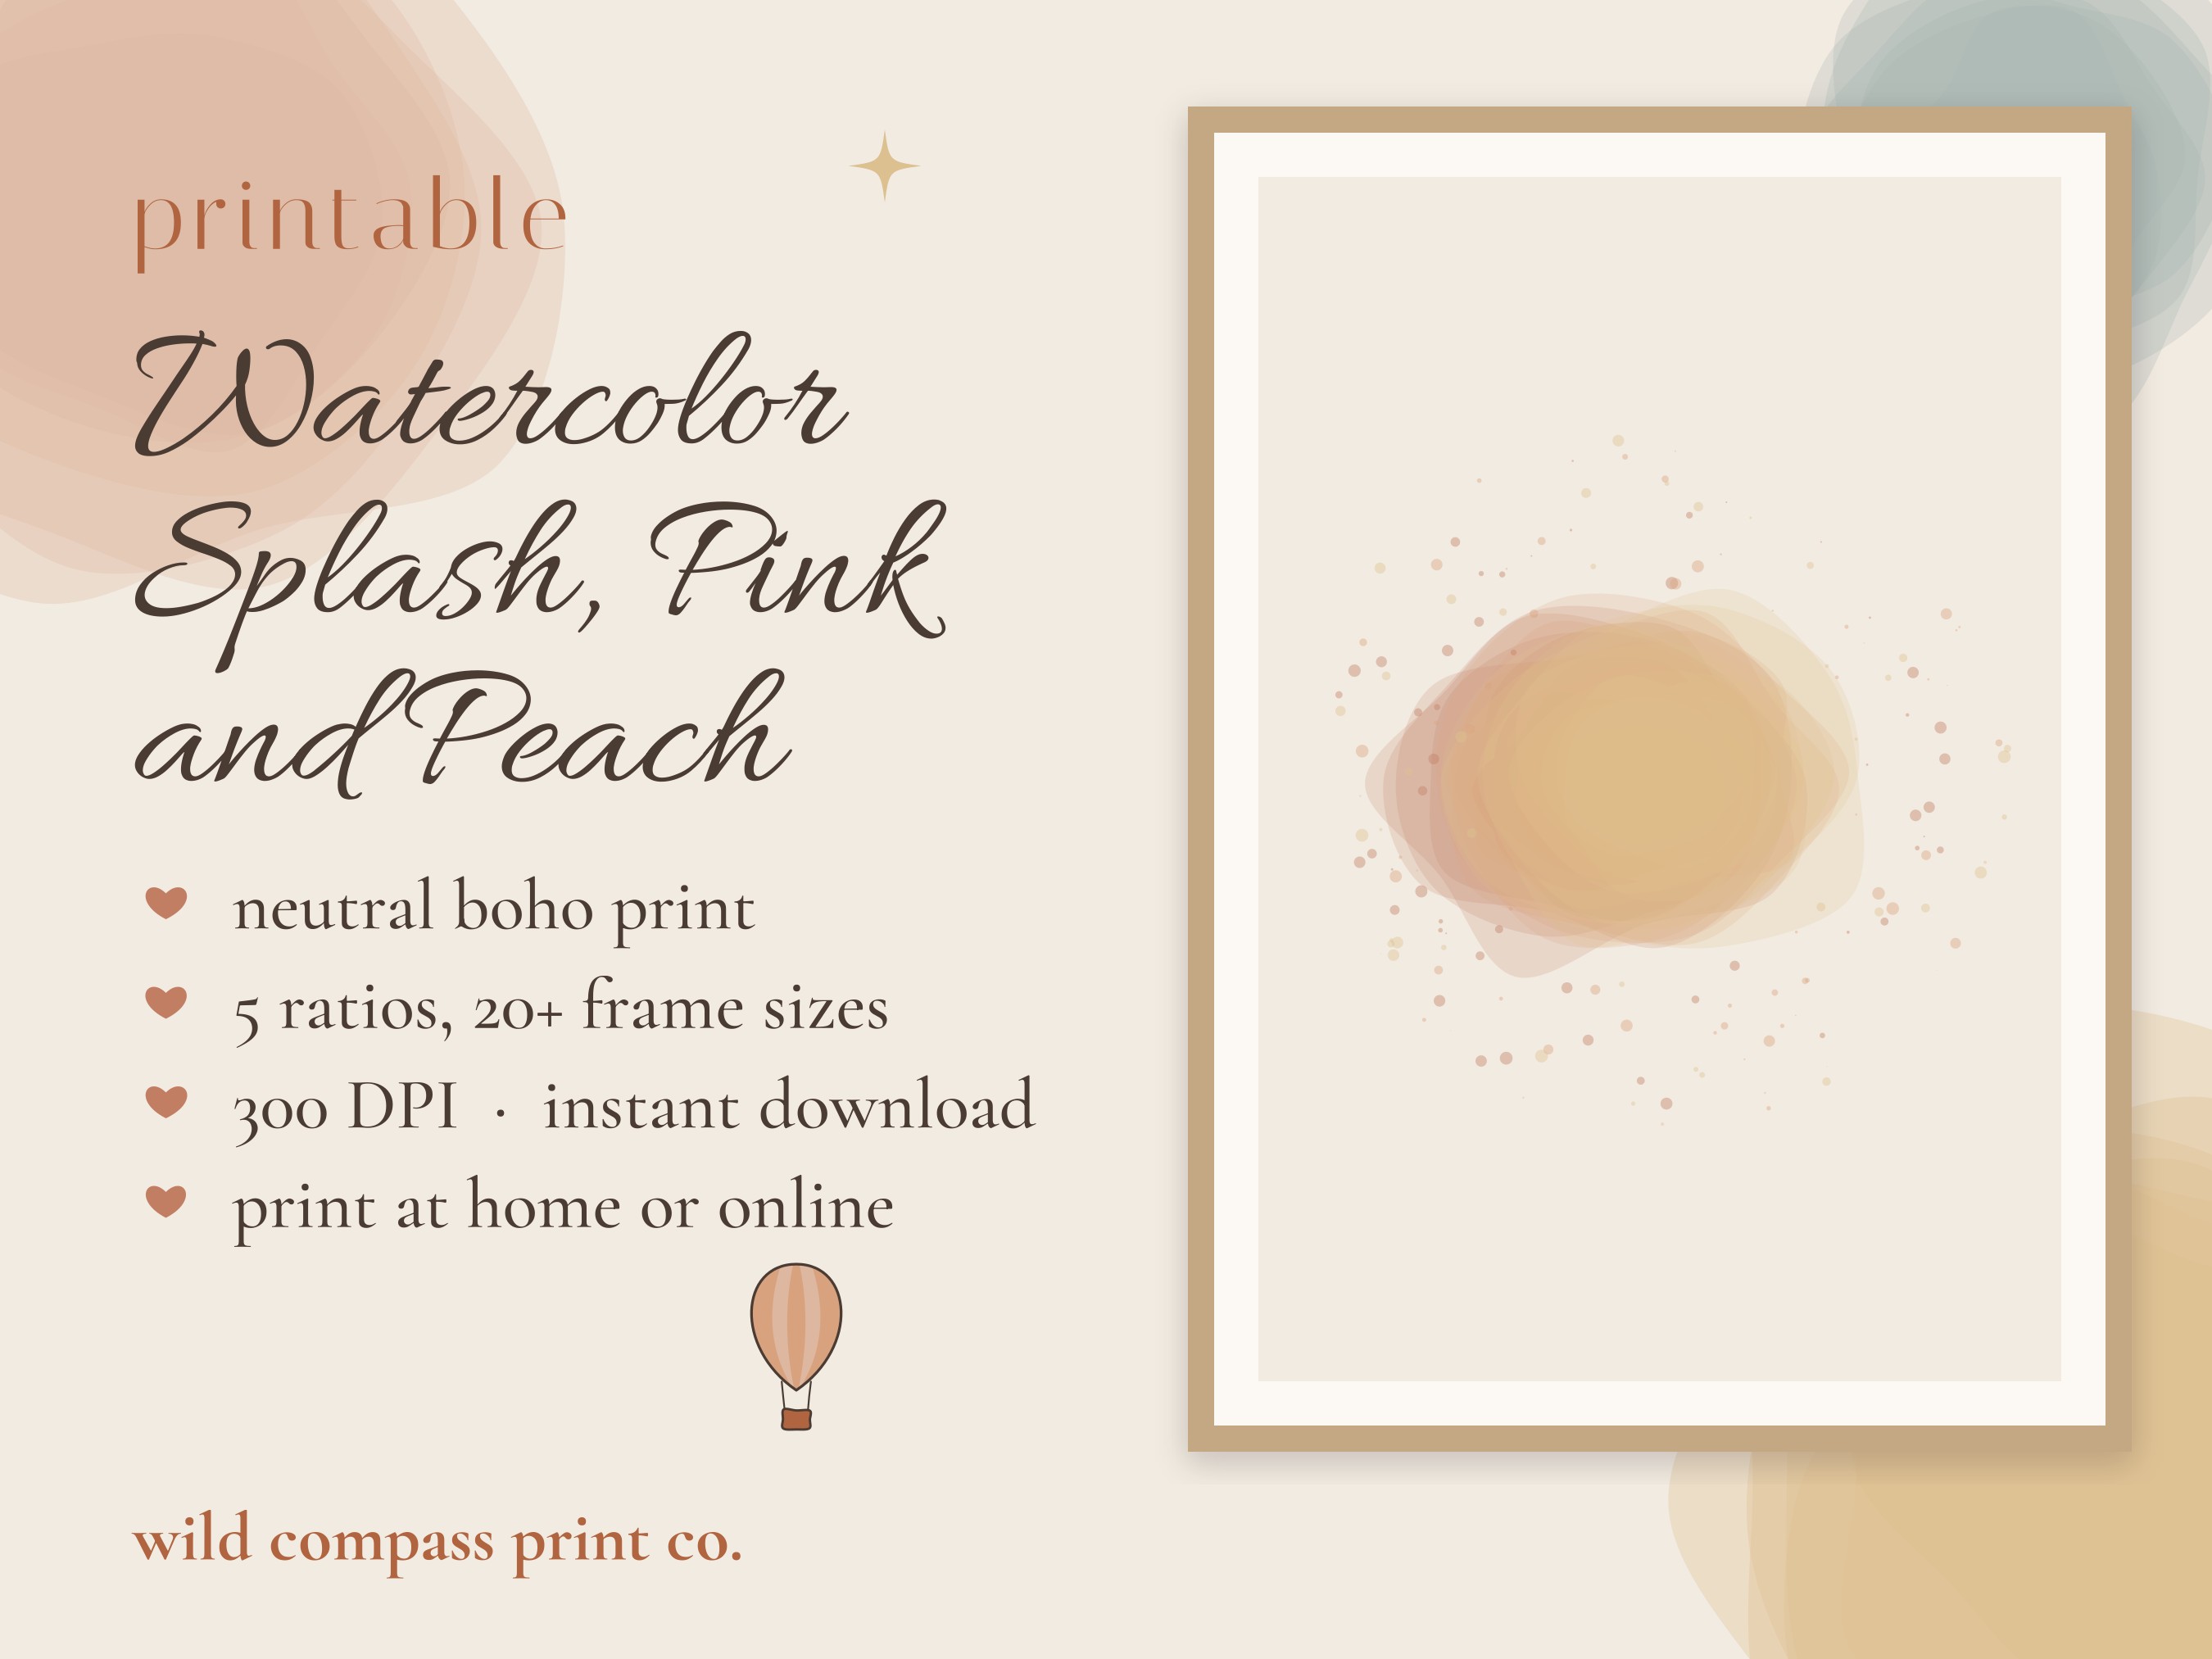 printable
Watercolor
Splash, Pink
and Peach
neutral boho print
5 ratios, 20+ frame sizes
300 DPI · instant download
print at home or online
wild compass print co.